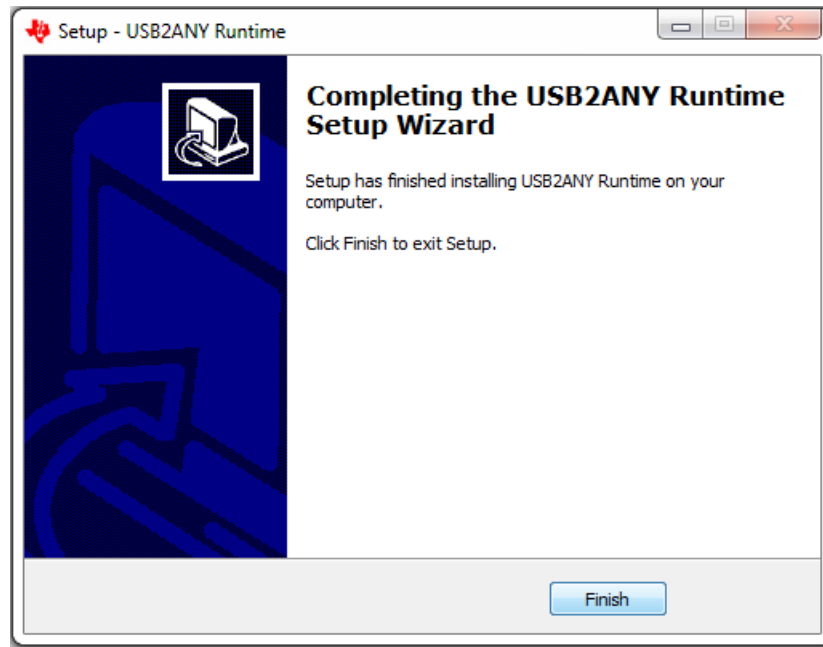 Setup - USB2ANY Runtime
Completing the USB2ANY Runtime
Setup Wizard
Setup has finished installing USB2ANY Runtime on your
computer.
Click Finish to exit Setup.
Finish